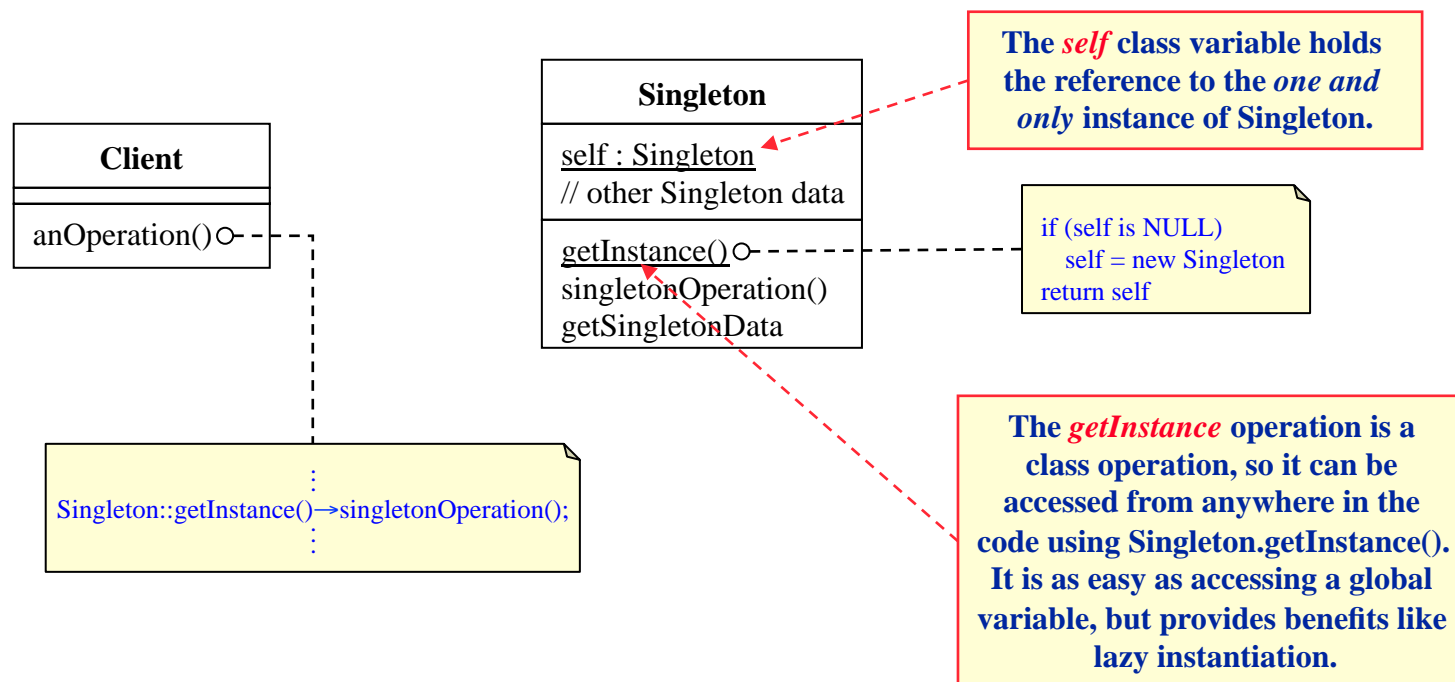 The self class variable holds
the reference to the one and
only instance of Singleton.
Singleton
self : Singleton
// other Singleton data
getInstance()
singletonOperation()
getSingletonData
Client
anOperation()
if (self is NULL)
self = new Singleton
return self
⋮
Singleton::getInstance()→singletonOperation();
⋮
The getInstance operation is a
class operation, so it can be
accessed from anywhere in the
code using Singleton.getInstance().
It is as easy as accessing a global
variable, but provides benefits like
lazy instantiation.